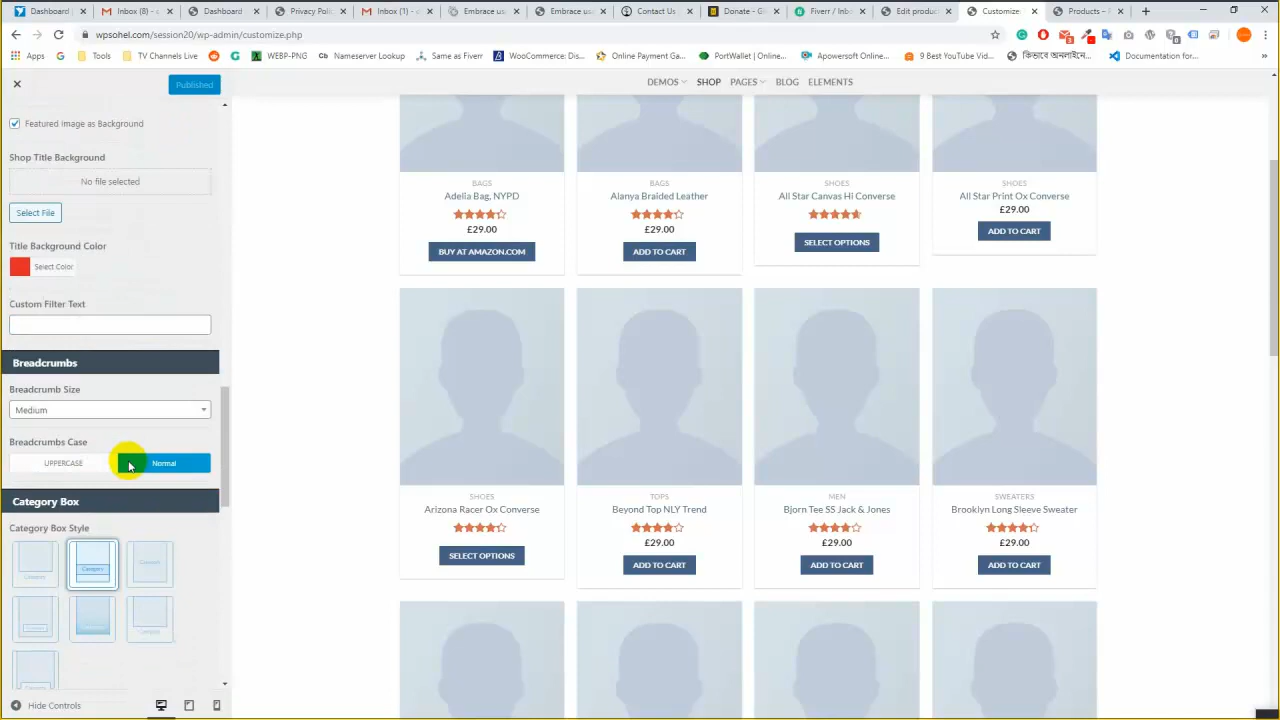 Dashboard
Inbox (8) -
Dashboard
Privacy Polic
Inbox (1) - c
Embrace us
Embrace us
Contact Us
Donate - Gi
Fiverr / Inbo
Edit produc
Customize:
Products –
wpsohel.com/session20/wp-admin/customize.php
Apps
Tools
TV Channels Live
WEBP-PNG
Nameserver Lookup
Same as Fiverr
WooCommerce: Dis...
Online Payment Ga...
PortWallet | Online...
Apowersoft Online...
9 Best YouTube Vid...
Documentation for...
Published
DEMOS
SHOP
PAGES
BLOG
ELEMENTS
Featured Image as Background
Shop Title Background
No file selected
Select File
Title Background Color
Select Color
Custom Filter Text
Breadcrumbs
Breadcrumb Size
Medium
Breadcrumbs Case
UPPERCASE
Normal
Category Box
Category Box Style
Category
Category
Category
Category
Hide Controls
BAGS
Adelia Bag, NYPD
£29.00
BUY AT AMAZON.COM
BAGS
Alanya Braided Leather
£29.00
ADD TO CART
SHOES
All Star Canvas Hi Converse
SELECT OPTIONS
SHOES
All Star Print Ox Converse
£29.00
ADD TO CART
SHOES
Arizona Racer Ox Converse
SELECT OPTIONS
TOPS
Beyond Top NLY Trend
£29.00
ADD TO CART
MEN
Bjorn Tee SS Jack & Jones
£29.00
ADD TO CART
SWEATERS
Brooklyn Long Sleeve Sweater
£29.00
ADD TO CART